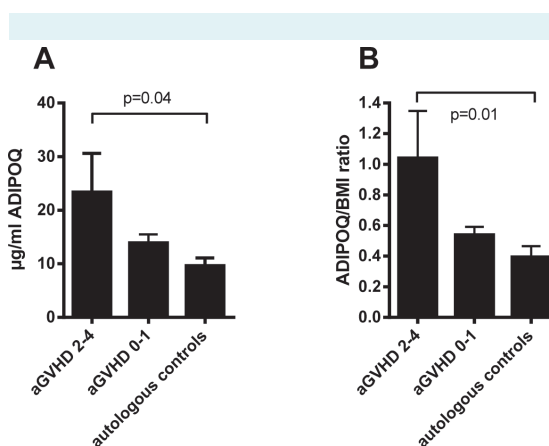 A
µg/ml ADIPOQ
40
30
20
10
0
p=0.04
aGVHD 2-4
aGVHD 0-1
autologous controls
B
ADIPOQ/BMI ratio
1.4
1.2
1.0
0.8
0.6
0.4
0.2
0.0
p=0.01
aGVHD 2-4
aGVHD 0-1
autologous controls